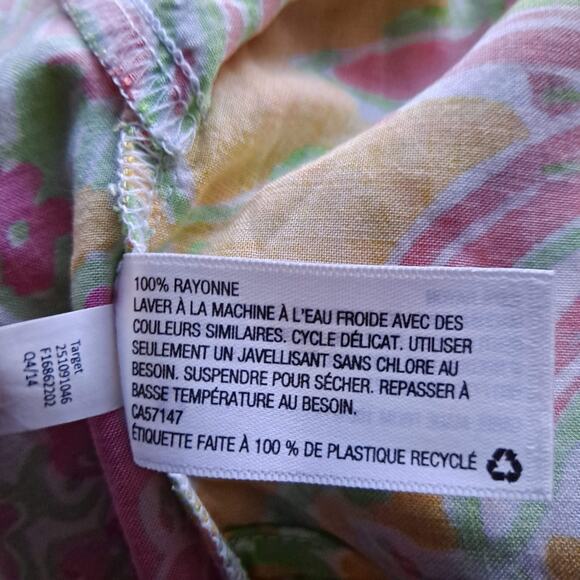 100% RAYONNE
LAVER À LA MACHINE À L'EAU FROIDE AVEC DES
COULEURS SIMILAIRES. CYCLE DÉLICAT. UTILISER
SEULEMENT UN JAVELLISANT SANS CHLORE AU
BESOIN. SUSPENDRE POUR SÉCHER. REPASSER À
BASSE TEMPÉRATURE AU BESOIN.
CA57147
ÉTIQUETTE FAITE À 100 % DE PLASTIQUE RECYCLÉ
Target
251091046
F16862202
Q4/14